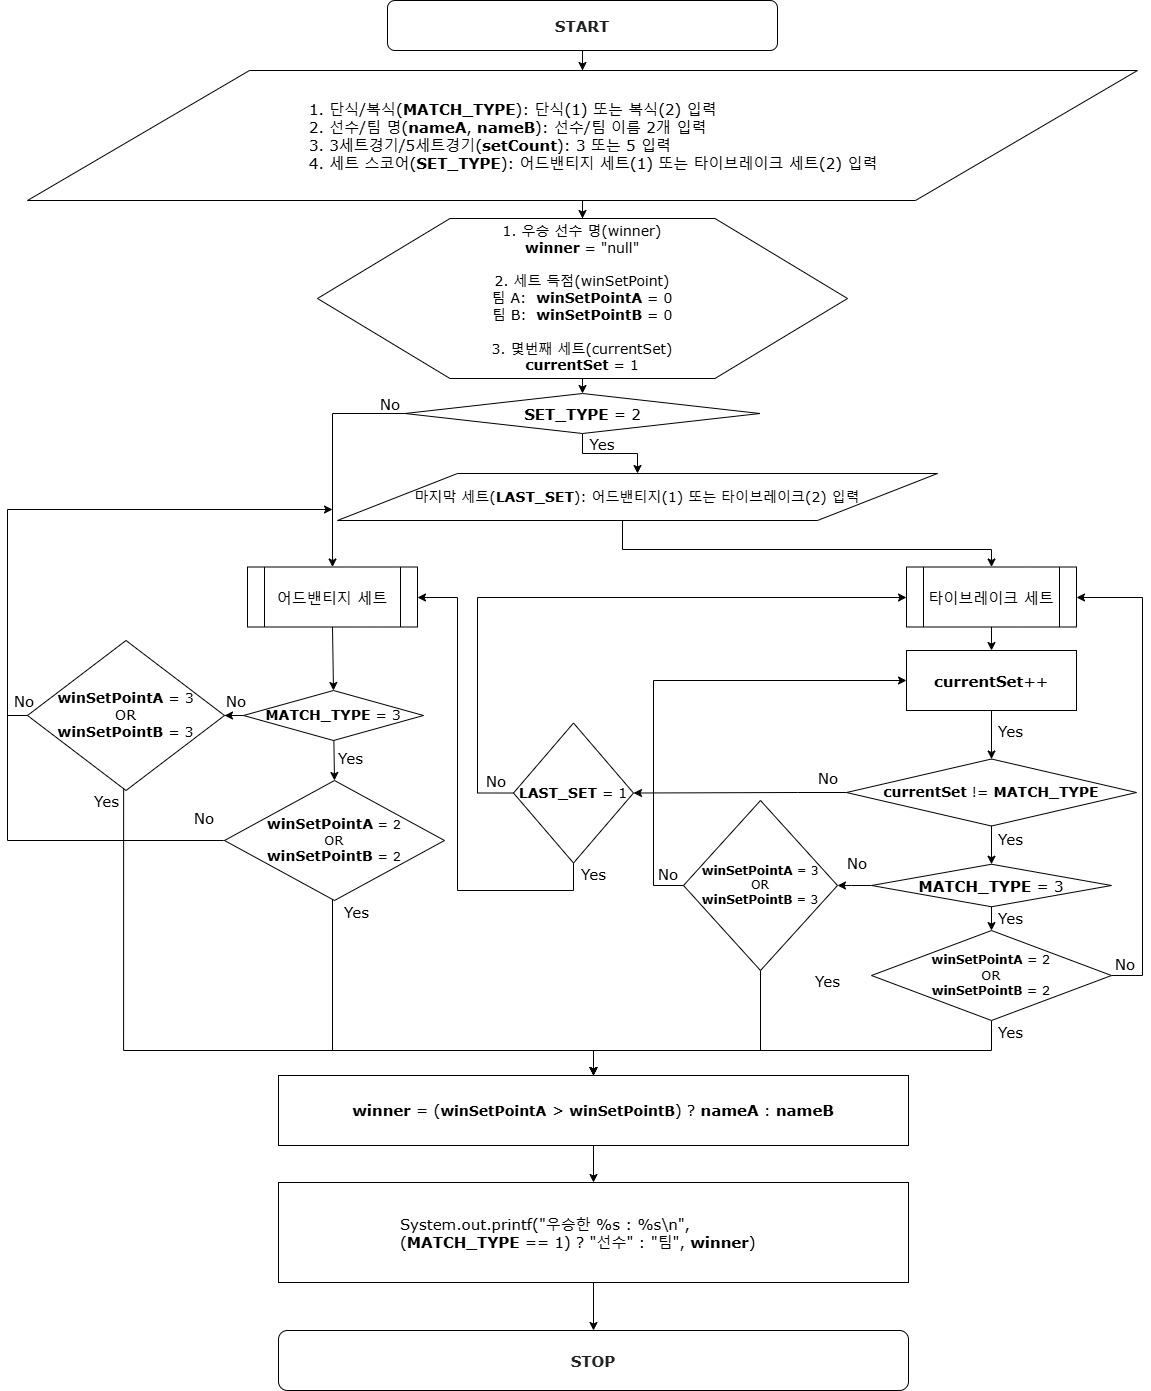 START
1. 단식/복식(MATCH_TYPE): 단식(1) 또는 복식(2) 입력
2. 선수/팀 명(nameA, nameB): 선수/팀 이름 2개 입력
3. 3세트경기/5세트경기(setCount): 3 또는 5 입력
4. 세트 스코어(SET_TYPE): 어드밴티지 세트(1) 또는 타이브레이크 세트(2) 입력
1. 우승 선수 명(winner)
winner = "null"
2. 세트 득점(winSetPoint)
팀 A: winSetPointA = 0
팀 B: winSetPointB = 0
3. 몇번째 세트(currentSet)
currentSet = 1
No
SET_TYPE = 2
Yes
마지막 세트(LAST_SET): 어드밴티지(1) 또는 타이브레이크(2) 입력
어드밴티지 세트
타이브레이크 세트
currentSet++
No
winSetPointA = 3
OR
winSetPointB = 3
No
MATCH_TYPE = 3
Yes
Yes
Yes
No
winSetPointA = 2
OR
winSetPointB = 2
Yes
No
LAST_SET = 1
Yes
No
currentSet != MATCH_TYPE
Yes
No
winSetPointA = 3
OR
winSetPointB = 3
No
MATCH_TYPE = 3
Yes
Yes
winSetPointA = 2
OR
winSetPointB = 2
No
Yes
winner = (winSetPointA > winSetPointB) ? nameA : nameB
System.out.printf("우승한 %s : %s\n",
(MATCH_TYPE == 1) ? "선수" : "팀", winner)
STOP